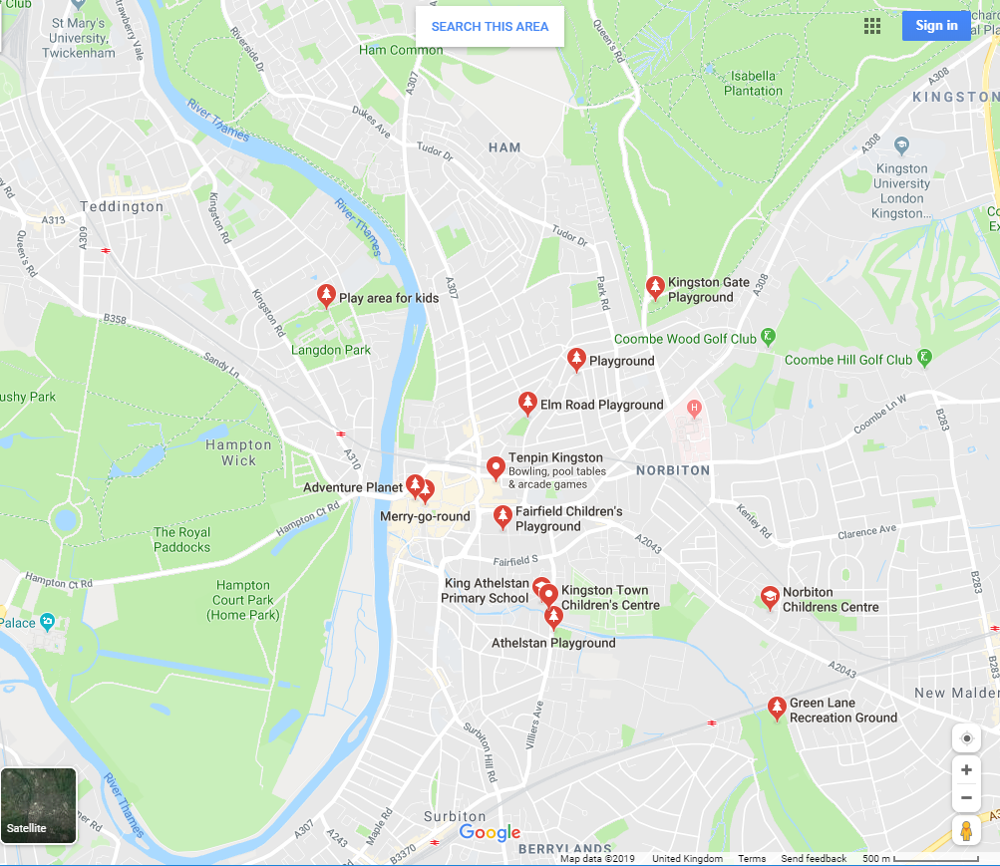 Club
St Mary's
University,
Twickenham
Strawberry Vale
Riverside Dr
Ham Common
A307
SEARCH THIS AREA
Queen's Rd
Sign in
Isabella
Plantation
A308
KINGSTON
River Thames
Dukes Ave
Tudor Dr
HAM
A308
Kingston
University
London
Kingston...
Teddington
A313
A309
Queen's Rd
Kingston Rd
River Thames
Tudor Dr
A307
Park Rd
A308
Kingston Gate
Playground
Play area for kids
Kingston Rd
B358
Langdon Park
Sandy Ln
Coombe Wood Golf Club
Coombe Hill Golf Club
Playground
Bushy Park
Elm Road Playground
Coombe Ln W
B283
H
Hampton
Wick
A310
Tenpin Kingston
Bowling, pool tables
& arcade games
NORBITON
Adventure Planet
Merry-go-round
Hampton Ct Rd
Fairfield Children's
Playground
Kenley Rd
Clarence Ave
A2043
The Royal
Paddocks
Fairfield S
Hampton Ct Rd
Hampton
Court Park
(Home Park)
King Athelstan
Primary School
Kingston Town
Children's Centre
Norbiton
Childrens Centre
Palace
Athelstan Playground
A2043
B283
New Malden
Green Lane
Recreation Ground
Villiers Ave
Surbiton Hill Rd
River Thames
Satellite
A307
Maple Rd
Surbiton
Google
B3370
BERRYLANDS
Map data ©2019
United Kingdom
Terms
Send feedback
500 m